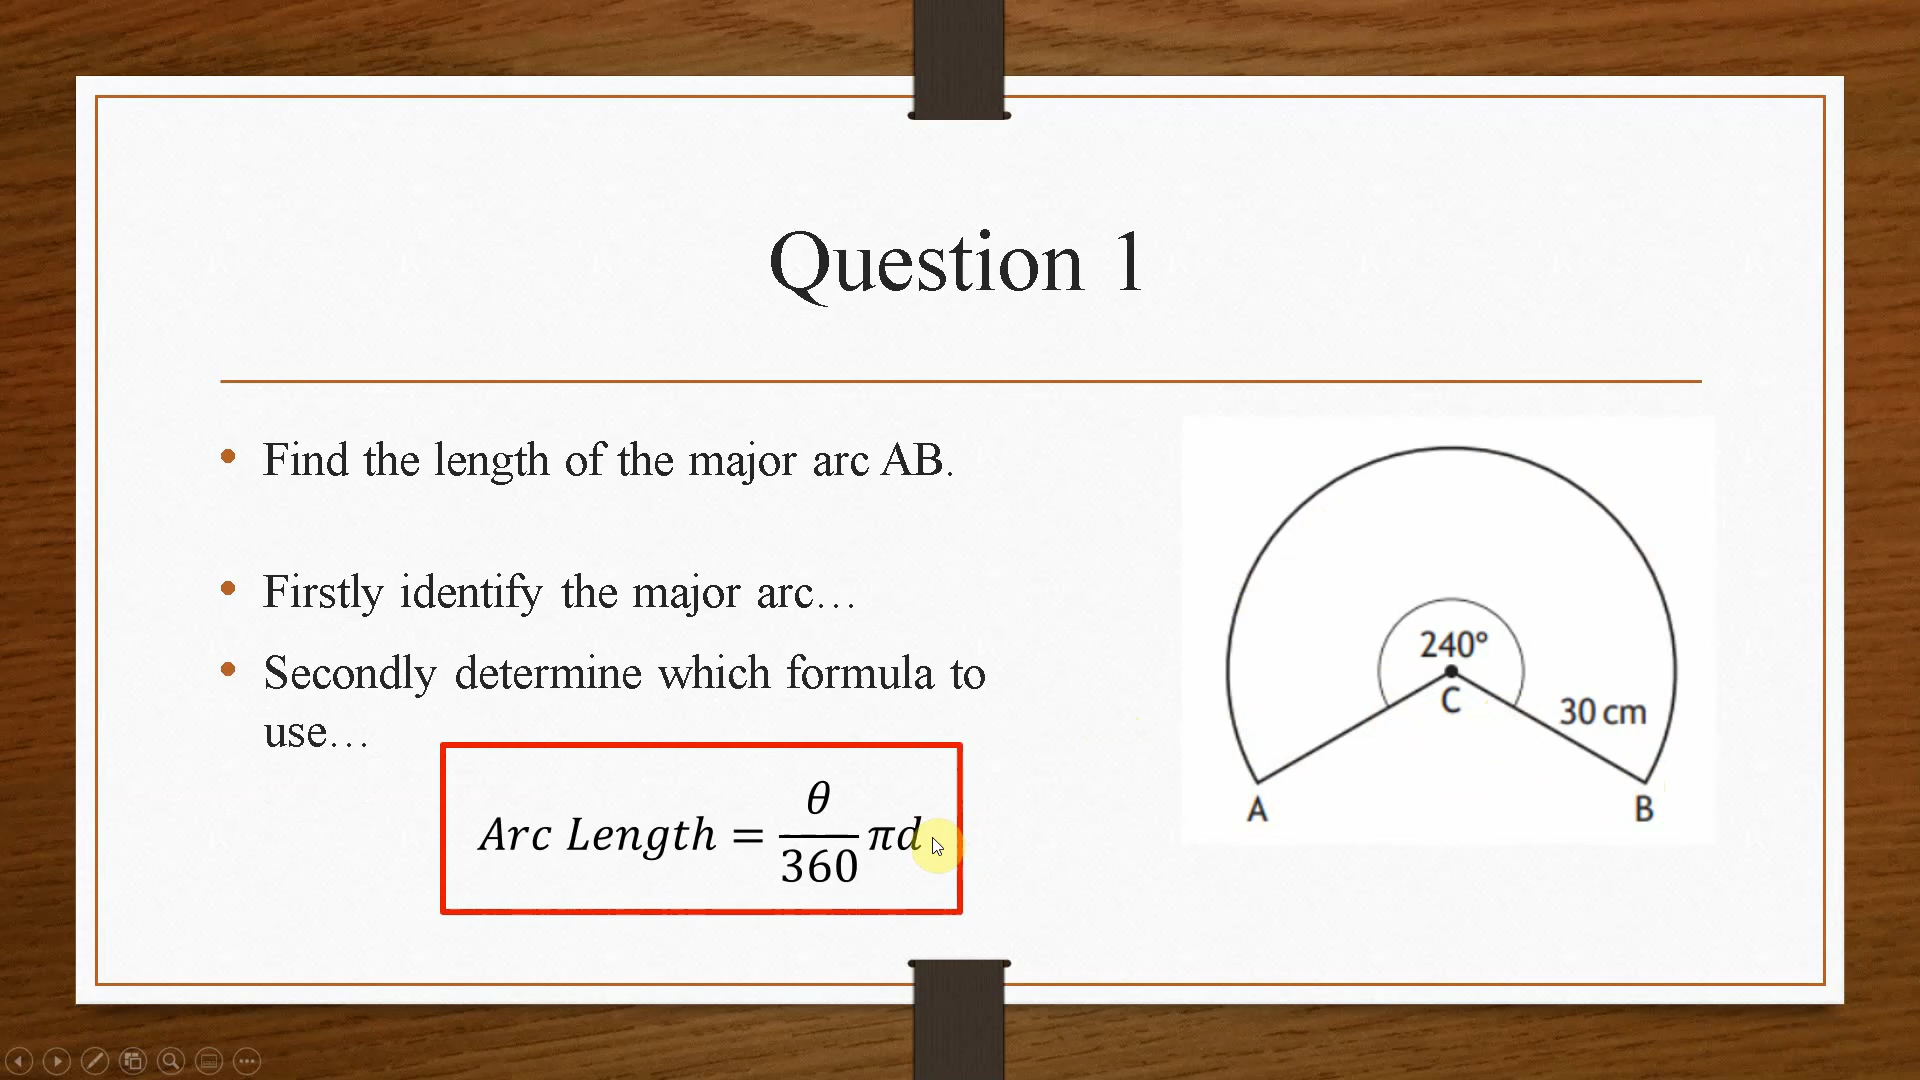 Question 1
• Find the length of the major arc AB.
• Firstly identify the major arc…
• Secondly determine which formula to
use…
𝐴𝑟𝑐 𝐿𝑒𝑛𝑔𝑡ℎ = θ/360 πd
240°
C
30 cm
A
B